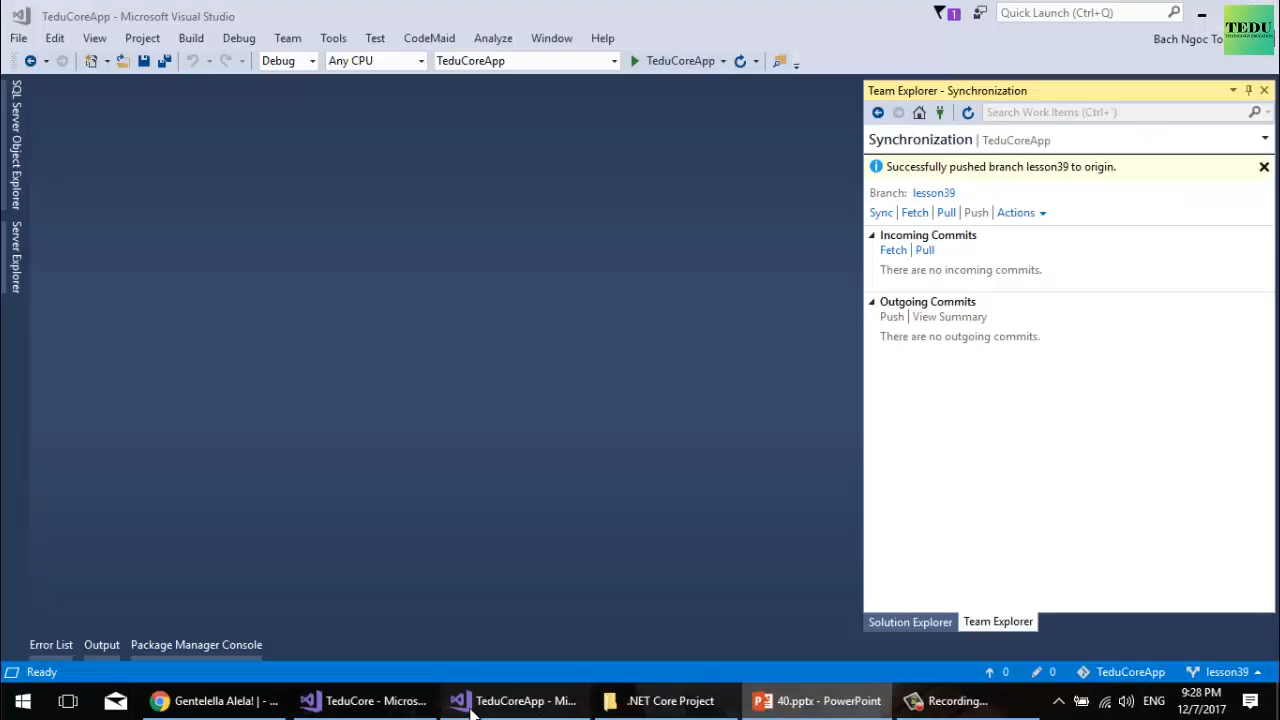 TeduCoreApp - Microsoft Visual Studio
1
Quick Launch (Ctrl+Q)
TEDU
File Edit View Project Build Debug Team Tools Test CodeMaid Analyze Window Help
Bach Ngoc To
Debug Any CPU TeduCoreApp TeduCoreApp
SQL Server Object Explorer
Server Explorer
Team Explorer - Synchronization
Search Work Items (Ctrl+')
Synchronization | TeduCoreApp
Successfully pushed branch lesson39 to origin.
Branch: lesson39
Sync | Fetch | Pull | Push | Actions
Incoming Commits
Fetch | Pull
There are no incoming commits.
Outgoing Commits
Push | View Summary
There are no outgoing commits.
Solution Explorer Team Explorer
Error List Output Package Manager Console
Ready 0 0 TeduCoreApp lesson39
Gentelella Alela! | - ... TeduCore - Micros... TeduCoreApp - Mi... .NET Core Project 40.pptx - PowerPoint Recording... ENG
9:28 PM
12/7/2017